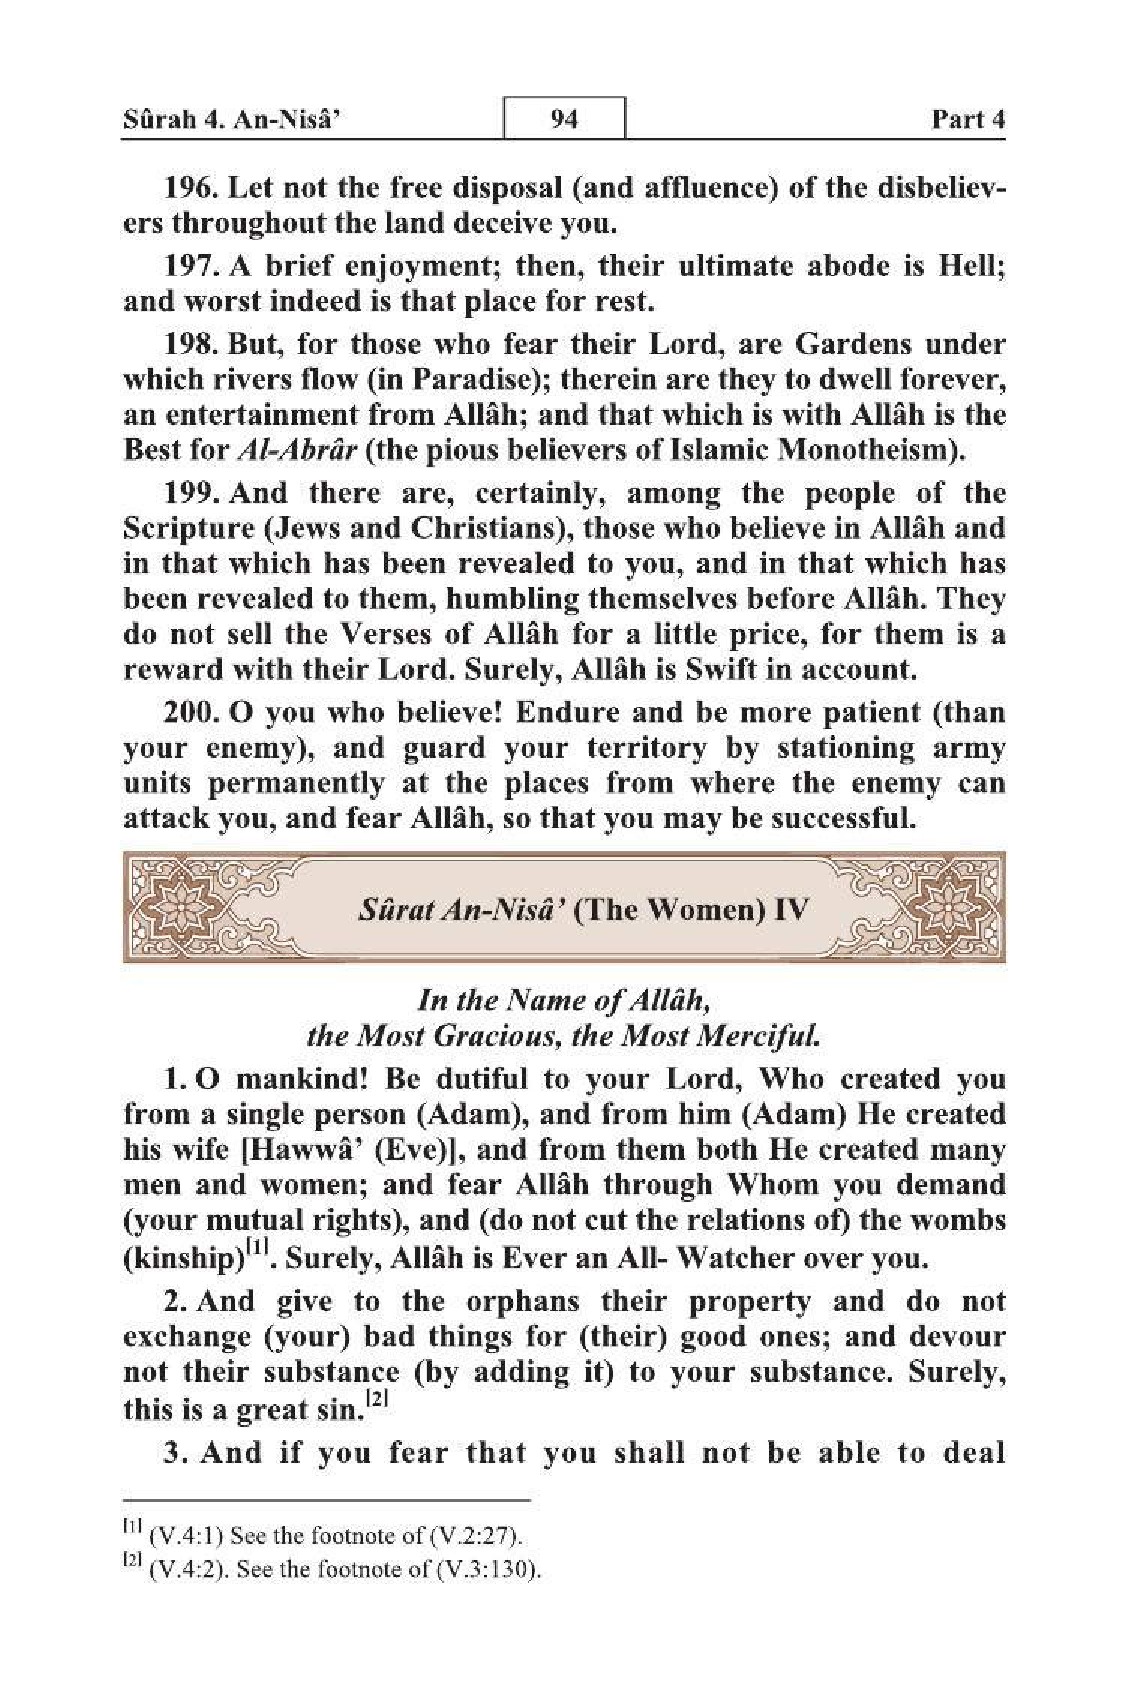 Sûrah 4. An-Nisâ’ 94 Part 4
196. Let not the free disposal (and affluence) of the disbeliev-
ers throughout the land deceive you.
197. A brief enjoyment; then, their ultimate abode is Hell;
and worst indeed is that place for rest.
198. But, for those who fear their Lord, are Gardens under
which rivers flow (in Paradise); therein are they to dwell forever,
an entertainment from Allâh; and that which is with Allâh is the
Best for Al-Abrâr (the pious believers of Islamic Monotheism).
199. And there are, certainly, among the people of the
Scripture (Jews and Christians), those who believe in Allâh and
in that which has been revealed to you, and in that which has
been revealed to them, humbling themselves before Allâh. They
do not sell the Verses of Allâh for a little price, for them is a
reward with their Lord. Surely, Allâh is Swift in account.
200. O you who believe! Endure and be more patient (than
your enemy), and guard your territory by stationing army
units permanently at the places from where the enemy can
attack you, and fear Allâh, so that you may be successful.
Sûrat An-Nisâ’ (The Women) IV
In the Name of Allâh,
the Most Gracious, the Most Merciful.
1. O mankind! Be dutiful to your Lord, Who created you
from a single person (Adam), and from him (Adam) He created
his wife [Hawwâ’ (Eve)], and from them both He created many
men and women; and fear Allâh through Whom you demand
(your mutual rights), and (do not cut the relations of) the wombs
(kinship)[1]. Surely, Allâh is Ever an All- Watcher over you.
2. And give to the orphans their property and do not
exchange (your) bad things for (their) good ones; and devour
not their substance (by adding it) to your substance. Surely,
this is a great sin.[2]
3. And if you fear that you shall not be able to deal
[1] (V.4:1) See the footnote of (V.2:27).
[2] (V.4:2). See the footnote of (V.3:130).